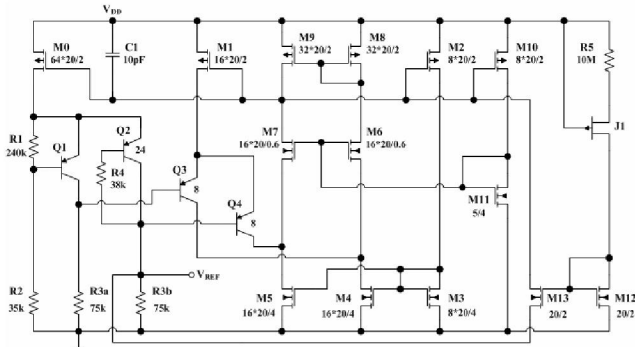 VDD
M0
64*20/2
C1
10pF
M1
16*20/2
M9
32*20/2
M8
32*20/2
M2
8*20/2
M10
8*20/2
R5
10M
J1
R1
240k
Q1
Q2
24
R4
38k
Q3
8
Q4
8
M7
16*20/0.6
M6
16*20/0.6
M11
5/4
R2
35k
R3a
75k
VREF
R3b
75k
M5
16*20/4
M4
16*20/4
M3
8*20/4
M13
20/2
M12
20/2